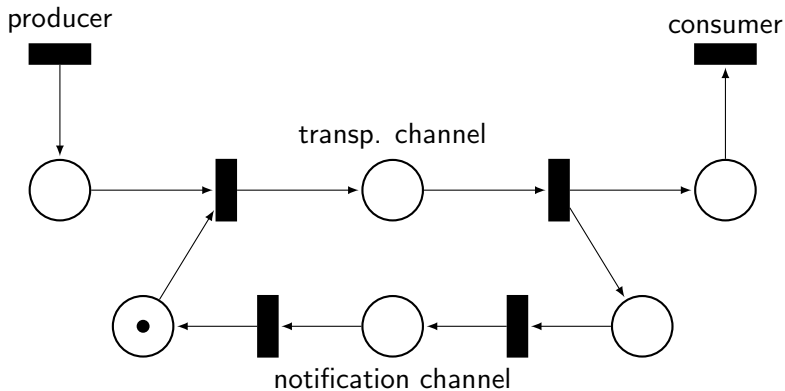 producer
consumer
transp. channel
notification channel